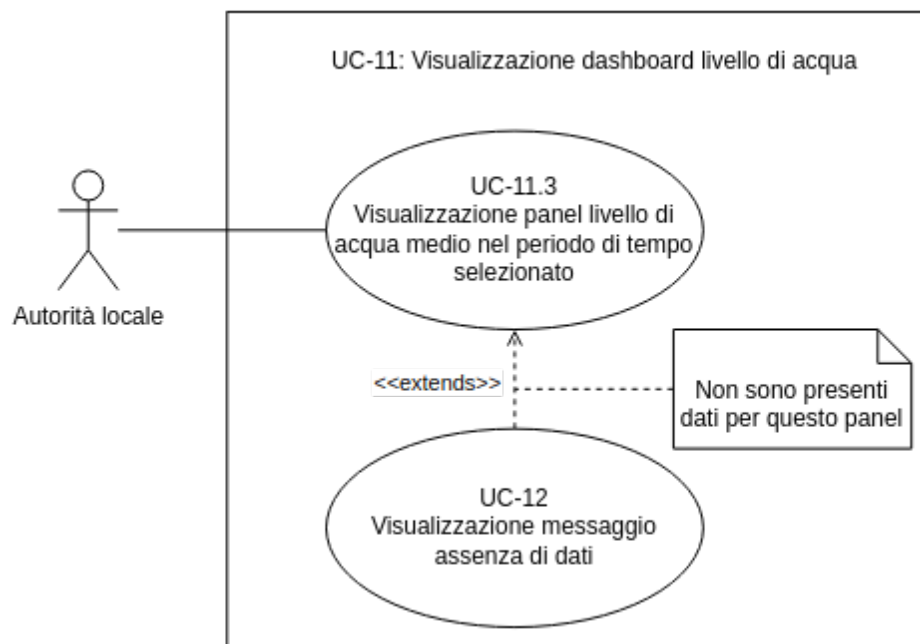 UC-11: Visualizzazione dashboard livello di acqua
UC-11.3
Visualizzazione panel livello di
acqua medio nel periodo di tempo
selezionato
Autorità locale
<<extends>>
Non sono presenti
dati per questo panel
UC-12
Visualizzazione messaggio
assenza di dati